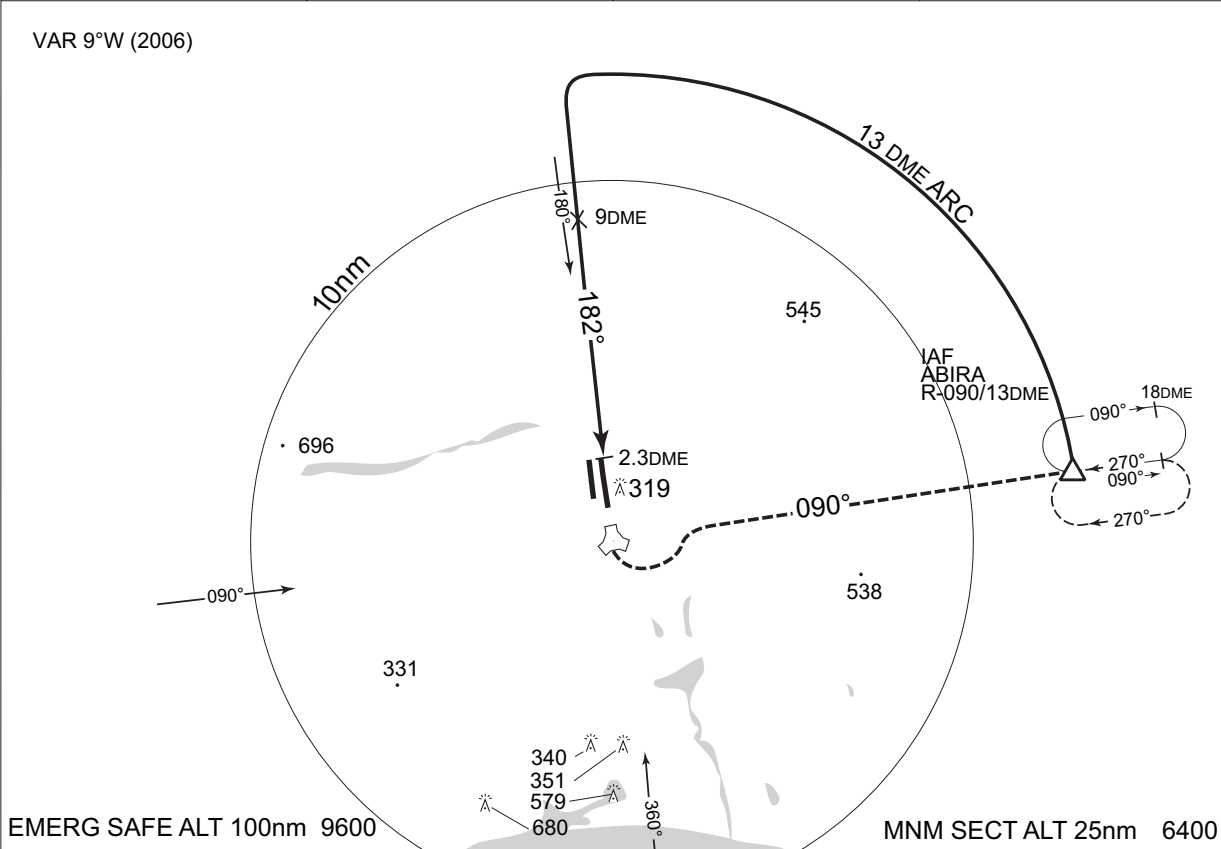 VAR 9°W (2006)
13 DME ARC
180°
9DME
10nm
182°
545
IAF
ABIRA
R-090/13DME
18DME
090°
696
2.3DME
270°
090°
319
090°
270°
538
090°
331
340
351
579
360°
680
EMERG SAFE ALT 100nm 9600
MNM SECT ALT 25nm 6400